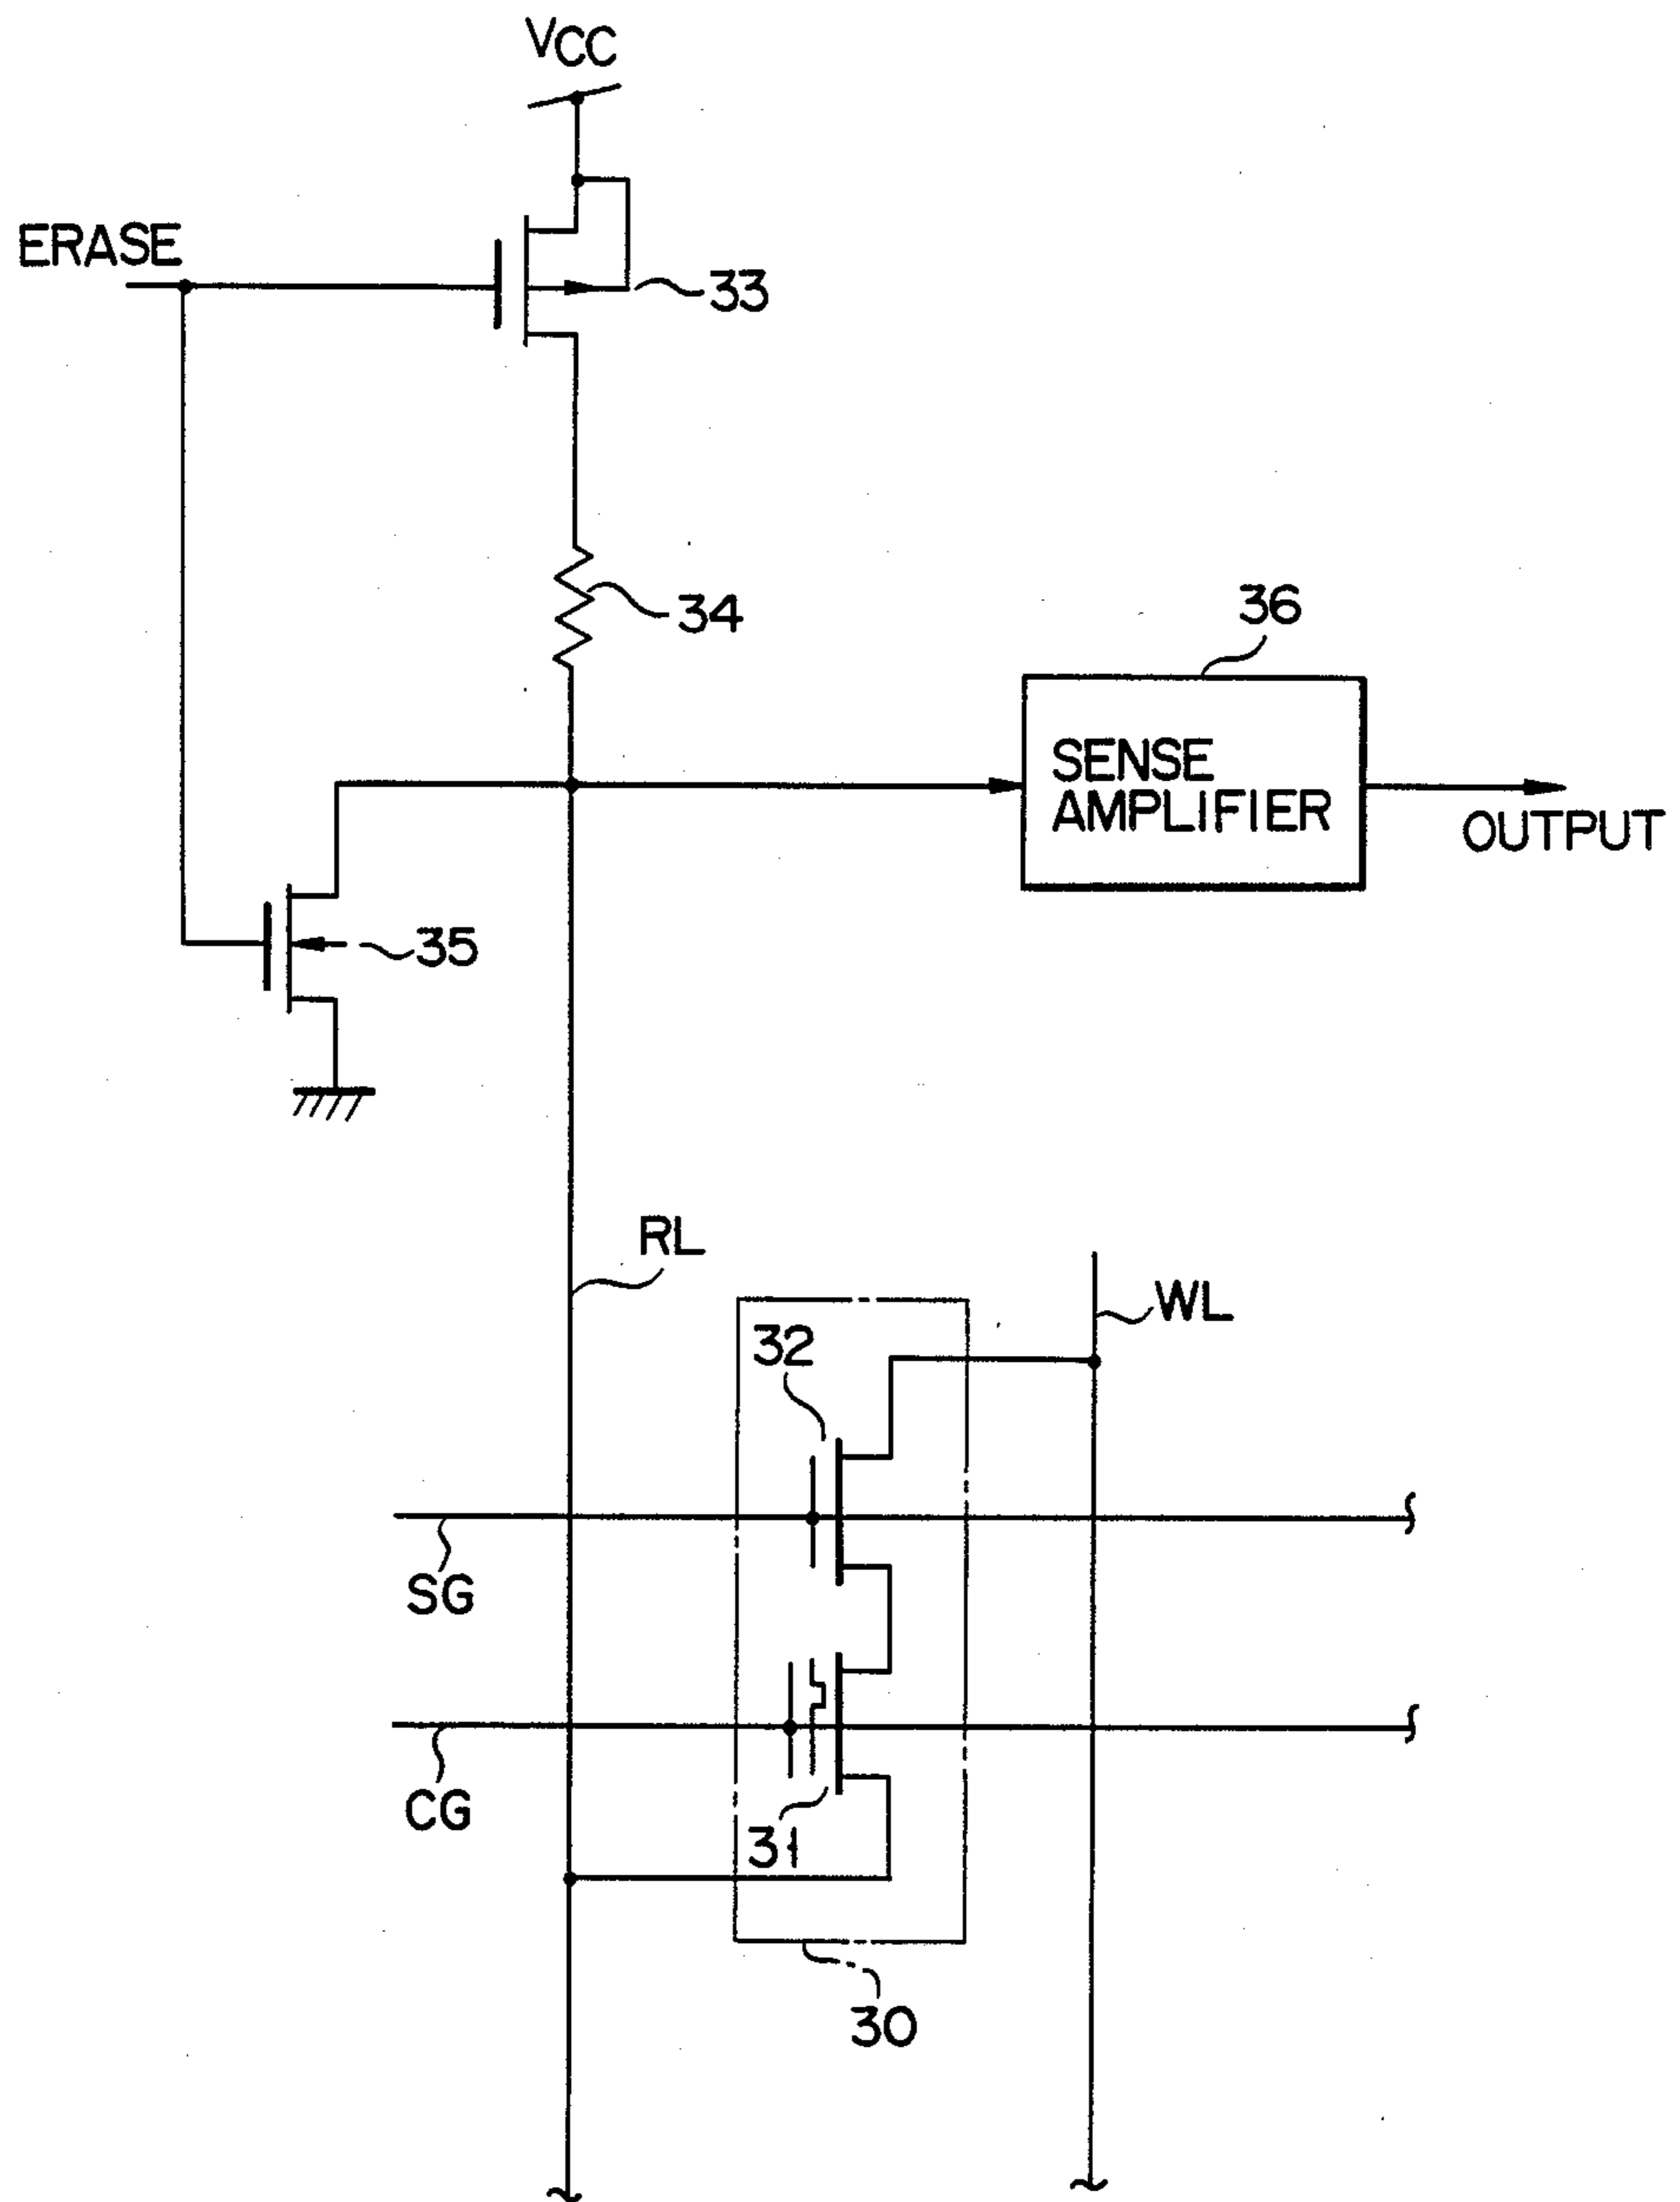 VCC
ERASE
33
34
36
SENSE
AMPLIFIER
OUTPUT
35
RL
WL
32
SG
CG
31
30